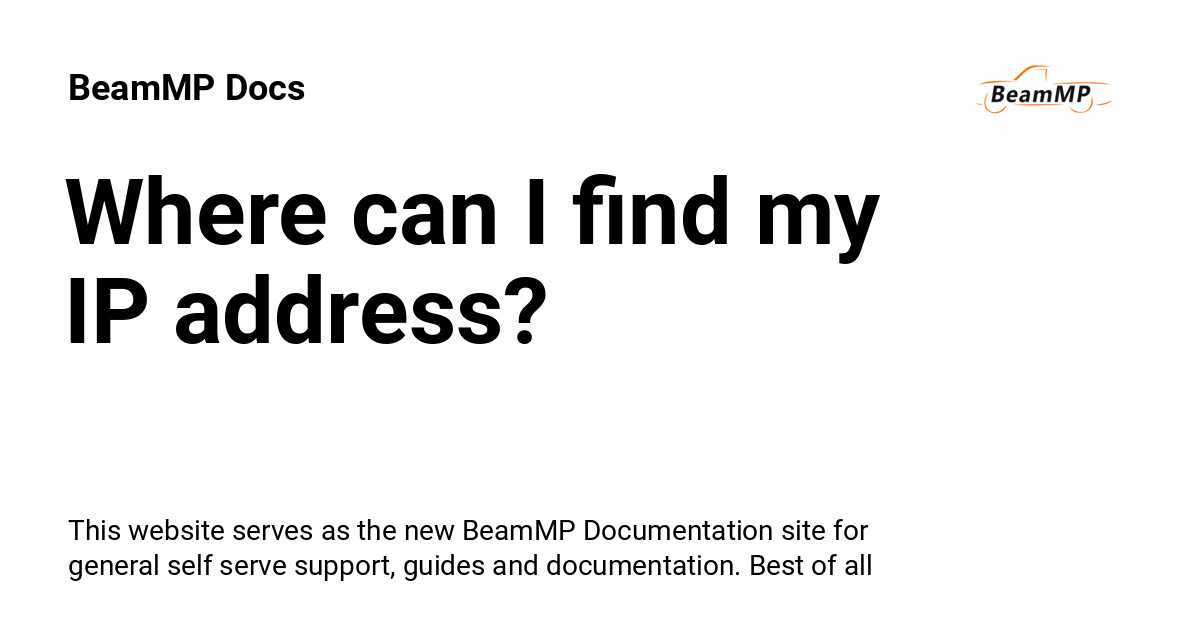 BeamMP Docs
BeamMP
Where can I find my
IP address?
This website serves as the new BeamMP Documentation site for
general self serve support, guides and documentation. Best of all